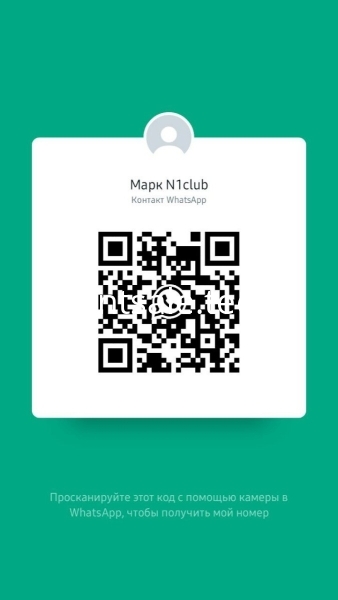 Марк N1club
Контакт WhatsApp
Просканируйте этот код с помощью камеры в
WhatsApp, чтобы получить мой номер